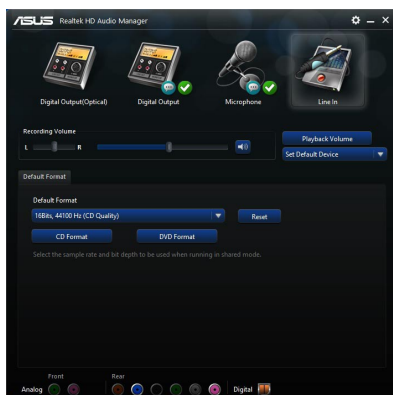 ASUS Realtek HD Audio Manager
Digital Output(Optical) Digital Output Microphone Line In
Recording Volume
L R
Playback Volume
Set Default Device
Default Format
Default Format
16Bits, 44100 Hz (CD Quality) Reset
CD Format DVD Format
Select the sample rate and bit depth to be used when running in shared mode.
Front Rear
Analog Digital